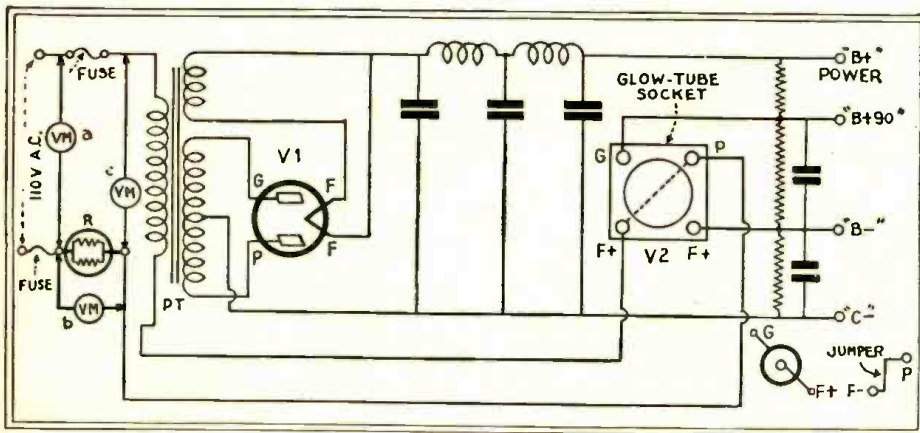 FUSE
110V A.C.
VM
a
VM
c
R
FUSE
b
VM
PT
V1
G
F
P
F
GLOW-TUBE
SOCKET
G
P
F+
V2
F+
"B+"
POWER
"B+90"
"B-"
"C-"
G
JUMPER
F+
F-
P